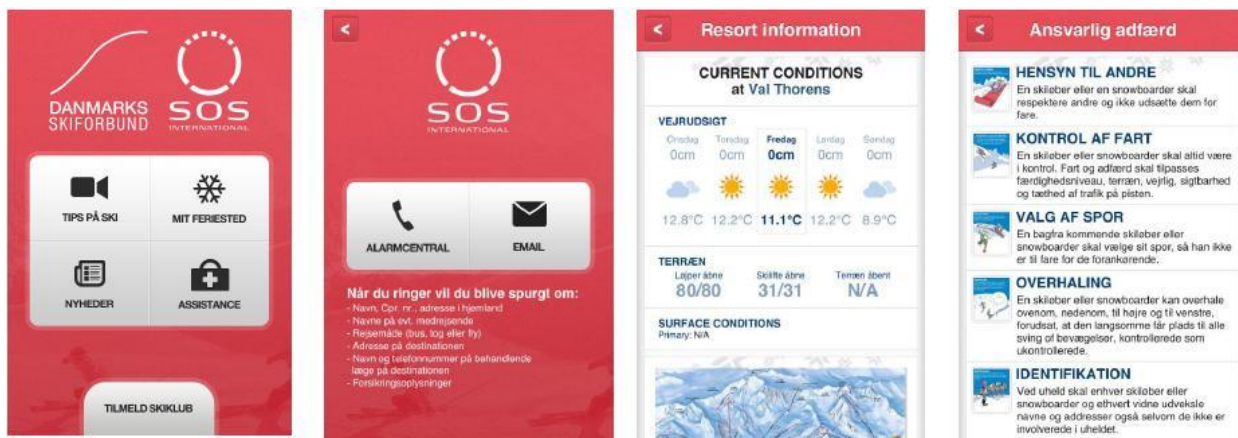 DANMARKS
SKIFORBUND
SOS
INTERNATIONAL
TIPS PÅ SKI
MIT FERIESTED
NYHEDER
ASSISTANCE
TILMELD SKIKLUB
<
SOS
INTERNATIONAL
ALARMCENTRAL
EMAIL
Når du ringer vil du blive spurgt om:
- Navn, Cpr. nr., adresse i hjemland
- Navne på evt. medrejsende
- Rejsemåde (bus, tog eller fly)
- Adresse på destinationen
- Navn og telefonnummer på behandlende
læge på destinationen
- Forsikringsoplysninger
< Resort information
CURRENT CONDITIONS
at Val Thorens
VEJRUDSIGT
Onsdag Torsdag Fredag Lørdag Søndag
0cm 0cm 0cm 0cm 0cm
12.8°C 12.2°C 11.1°C 12.2°C 8.9°C
TERRÆN
Løjper åbne Skilifte åbne Terræn åbent
80/80 31/31 N/A
SURFACE CONDITIONS
Primary: N/A
< Ansvarlig adfærd
HENSYN TIL ANDRE
En skiløber eller en snowboarder skal
respektere andre og ikke udsætte dem for
fare.
KONTROL AF FART
En skiløber eller snowboarder skal altid være
i kontrol. Fart og adfærd skal tilpasses
færdighedsniveau, terræn, vejrlig, sigtbarhed
og tæthed af trafik på pisten.
VALG AF SPOR
En bagfra kommende skiløber eller
snowboarder skal vælge sit spor, så han ikke
er til fare for de forankørende.
OVERHALING
En skiløber eller snowboarder kan overhale
ovenom, nedenom, til højre og til venstre,
forudsat, at den langsomme får plads til alle
sving of bevægelser, kontrollerede som
ukontrollerede.
IDENTIFIKATION
Ved uheld skal enhver skiløber eller
snowboarder og ethvert vidne udveksle
navne og addresser også selvom de ikke er
involverede i uheldet.